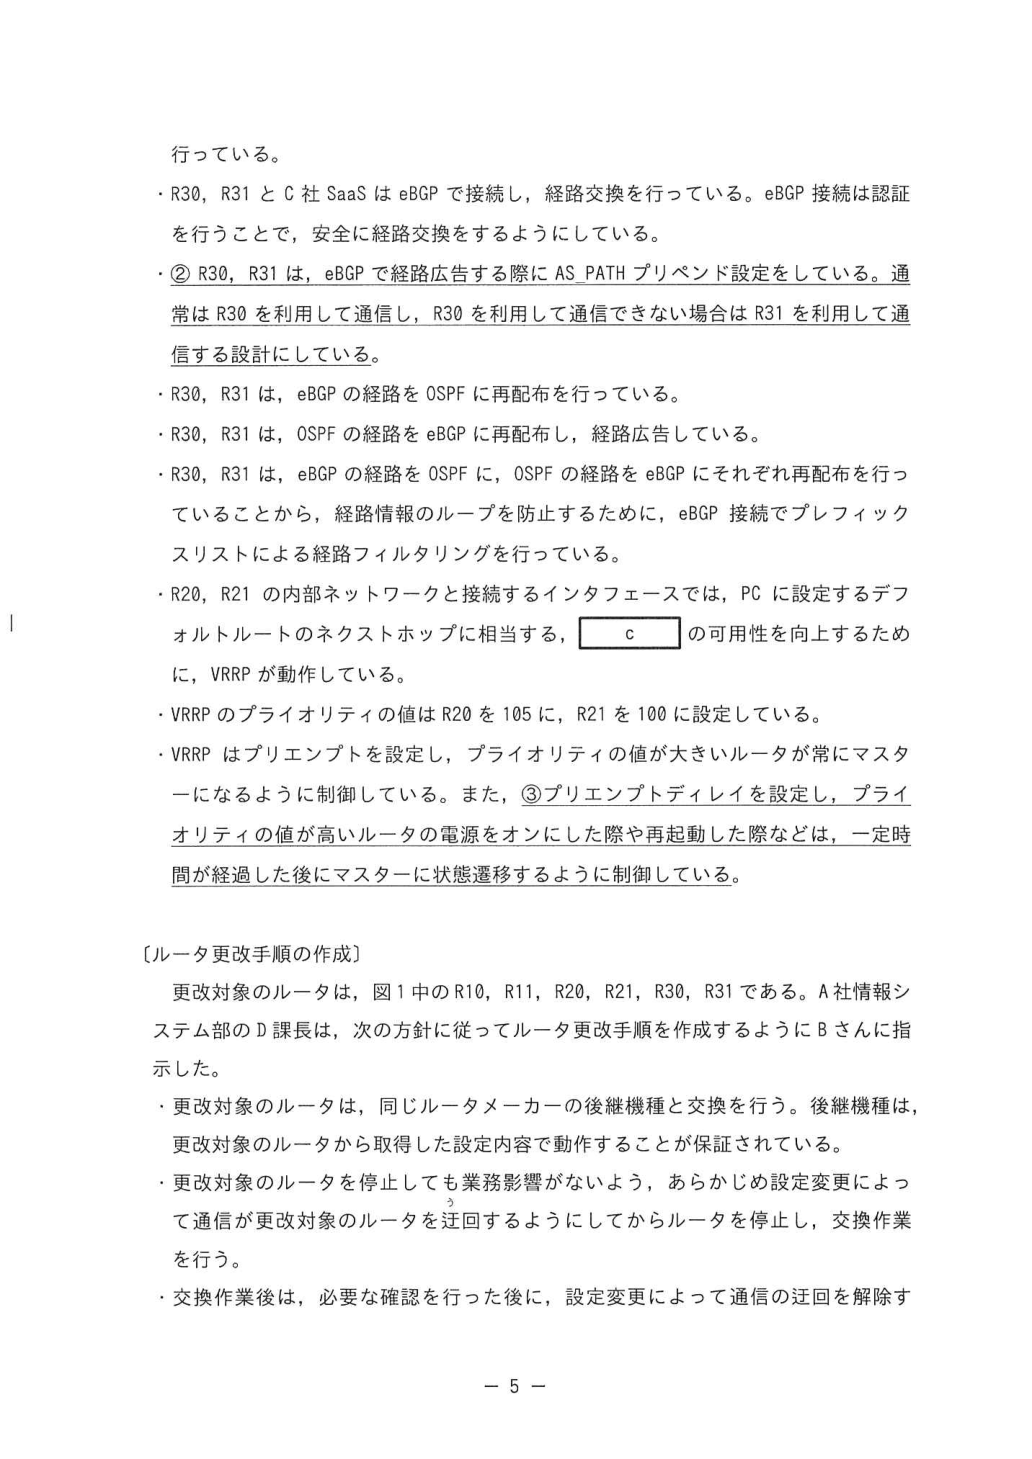 行っている。
・R30，R31 と C 社 SaaS は eBGP で接続し，経路交換を行っている。eBGP 接続は認証
を行うことで，安全に経路交換をするようにしている。
・② R30，R31 は，eBGP で経路広告する際に AS_PATH プリペンド設定をしている。通
常は R30 を利用して通信し，R30 を利用して通信できない場合は R31 を利用して通
信する設計にしている。
・R30，R31 は，eBGP の経路を OSPF に再配布を行っている。
・R30，R31 は，OSPF の経路を eBGP に再配布し，経路広告している。
・R30，R31 は，eBGP の経路を OSPF に，OSPF の経路を eBGP にそれぞれ再配布を行っ
ていることから，経路情報のループを防止するために，eBGP 接続でプレフィック
スリストによる経路フィルタリングを行っている。
・R20，R21 の内部ネットワークと接続するインタフェースでは，PC に設定するデフ
ォルトルートのネクストホップに相当する， c の可用性を向上するため
に，VRRP が動作している。
・VRRP のプライオリティの値は R20 を 105 に，R21 を 100 に設定している。
・VRRP はプリエンプトを設定し，プライオリティの値が大きいルータが常にマスタ
ーになるように制御している。また，③プリエンプトディレイを設定し，プライ
オリティの値が高いルータの電源をオンにした際や再起動した際などは，一定時
間が経過した後にマスターに状態遷移するように制御している。
〔ルータ更改手順の作成〕
更改対象のルータは，図1中のR10，R11，R20，R21，R30，R31である。A社情報シ
ステム部のD課長は，次の方針に従ってルータ更改手順を作成するようにBさんに指
示した。
・更改対象のルータは，同じルータメーカーの後継機種と交換を行う。後継機種は，
更改対象のルータから取得した設定内容で動作することが保証されている。
・更改対象のルータを停止しても業務影響がないよう，あらかじめ設定変更によっ
う
て通信が更改対象のルータを迂回するようにしてからルータを停止し，交換作業
を行う。
・交換作業後は，必要な確認を行った後に，設定変更によって通信の迂回を解除す
－ 5 －